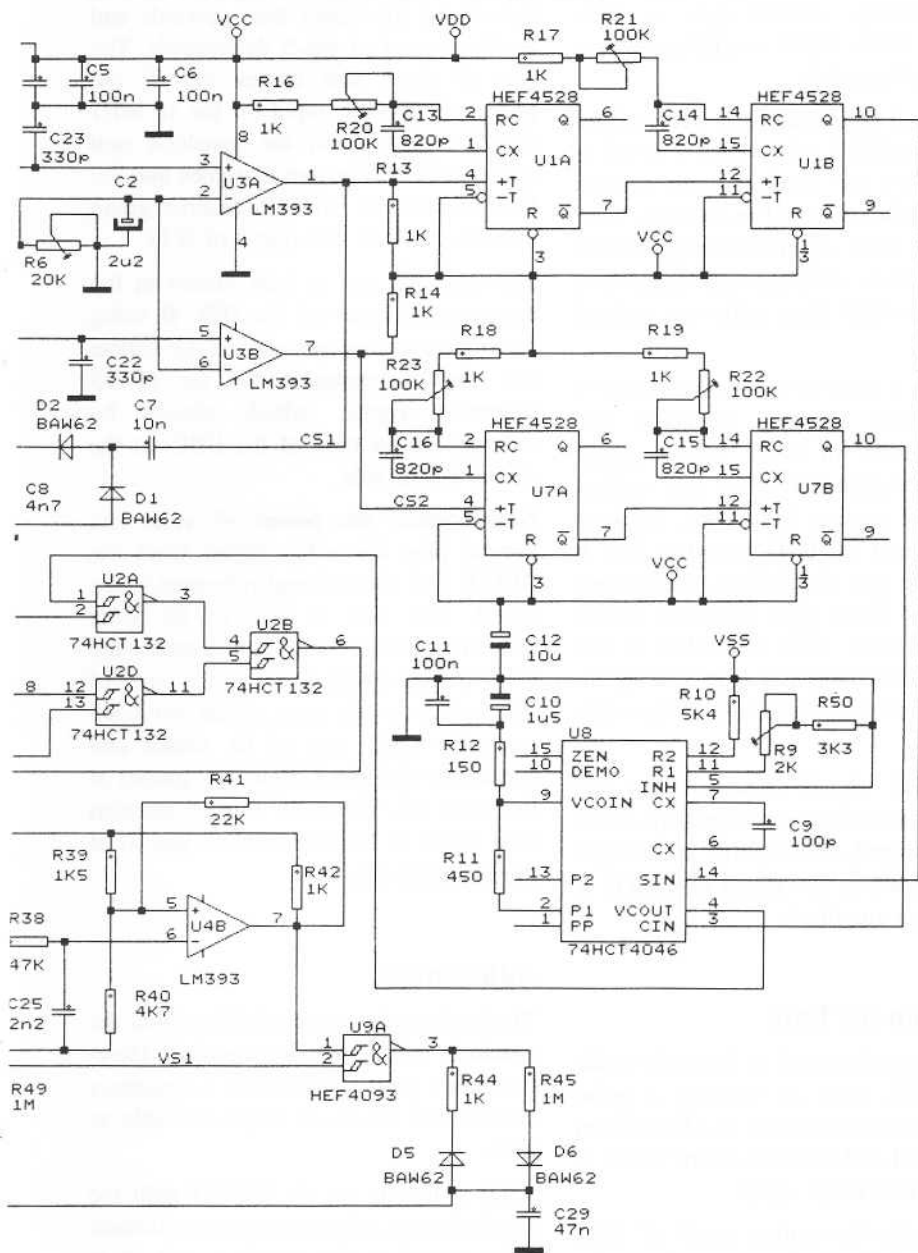 VCC
VDD
R17
1K
R21
100K
C5
100n
C6
100n
C23
330p
8
R16
1K
R20
100K
C13
820p
HEF4528
2
RC
Q
6
1
CX
U1A
4
+T
5
-T
R
Q
7
3
C14
820p
HEF4528
14
RC
Q
10
15
CX
U1B
12
+T
11
-T
R
Q
9
13
3
+
U3A
1
2
-
LM393
4
C2
2u2
R6
20K
R13
1K
VCC
R14
1K
5
+
U3B
7
6
-
LM393
C22
330p
R18
1K
R19
1K
R23
100K
R22
100K
D2
BAW62
C7
10n
CS1
C8
4n7
D1
BAW62
CS2
C16
820p
HEF4528
2
RC
Q
6
1
CX
U7A
4
+T
5
-T
R
Q
7
3
C15
820p
HEF4528
14
RC
Q
10
15
CX
U7B
12
+T
11
-T
R
Q
9
13
VCC
U2A
1
2
&
3
74HCT132
U2B
4
5
&
6
74HCT132
U2D
8
12
13
&
11
74HCT132
C12
10u
C11
100n
C10
1u5
VSS
R10
5K4
R9
2K
R50
3K3
R12
150
R11
450
U8
15
ZEN
R2
12
10
DEMO
R1
11
INH
5
9
VCOIN
CX
7
CX
6
13
P2
SIN
14
2
P1
VCOUT
4
1
PP
CIN
3
74HCT4046
C9
100p
R41
22K
R39
1K5
R42
1K
5
+
U4B
7
6
-
LM393
R38
47K
C25
2n2
R40
4K7
VS1
R49
1M
U9A
1
2
&
3
HEF4093
R44
1K
R45
1M
D5
BAW62
D6
BAW62
C29
47n